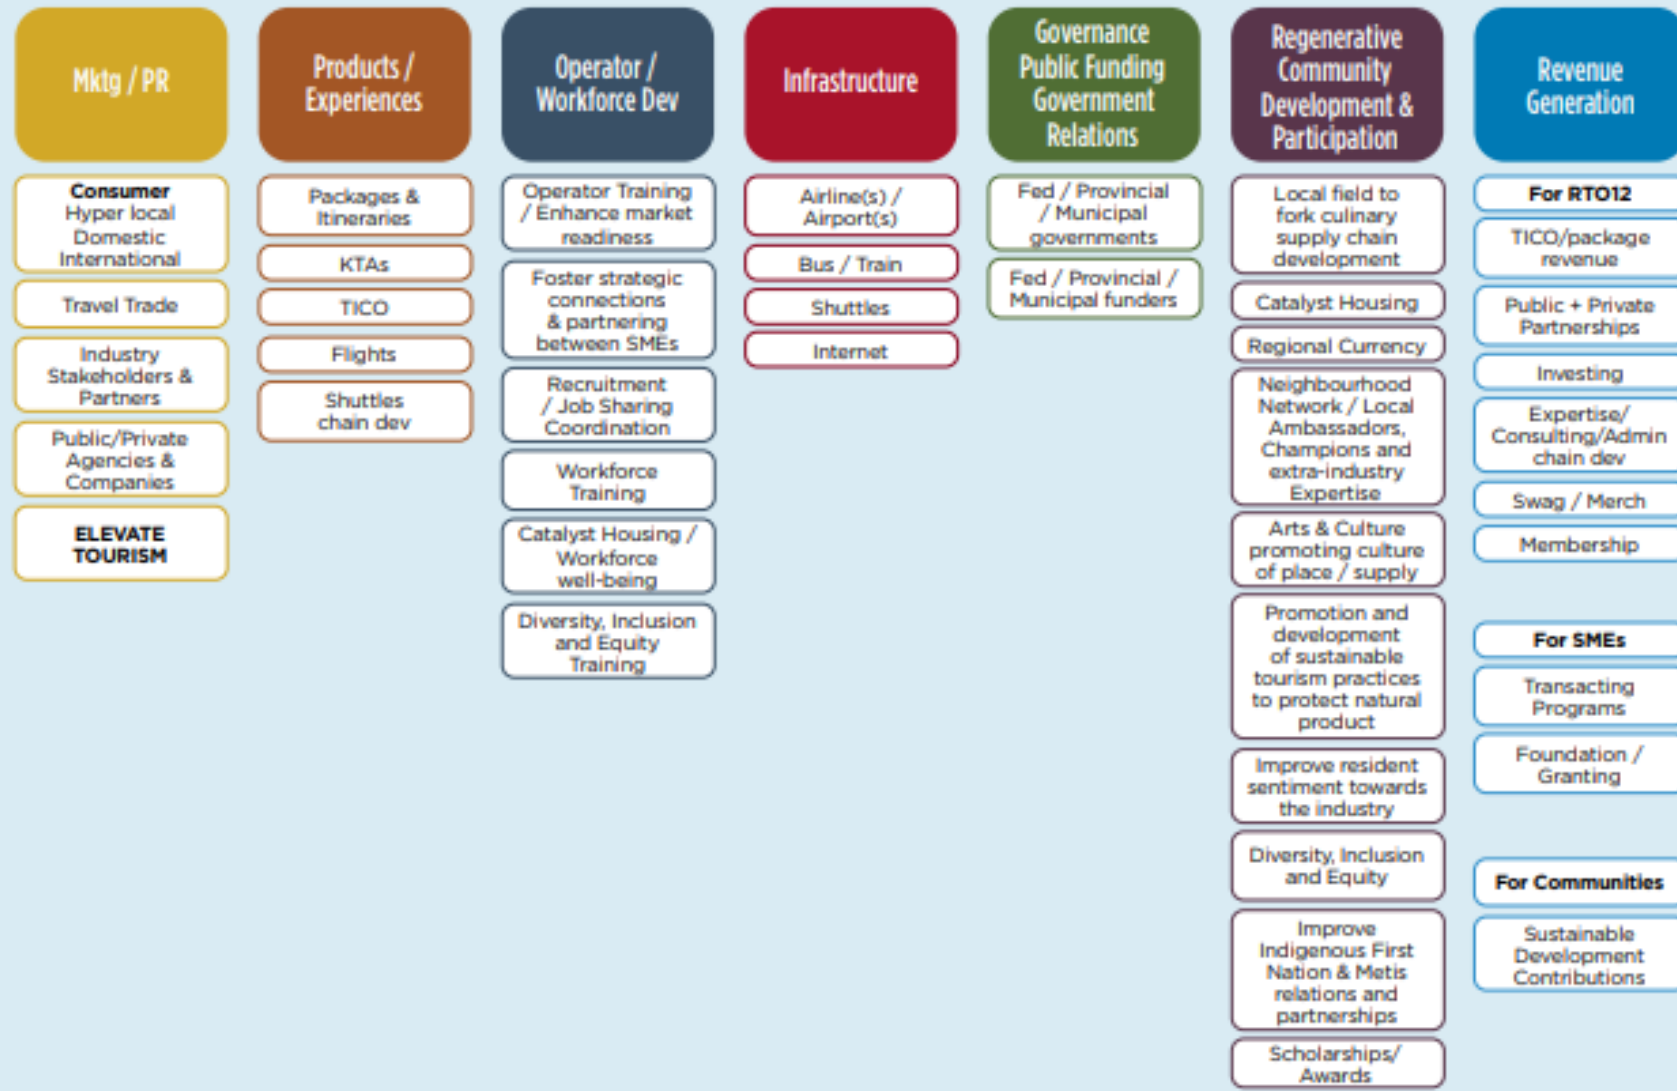 Mktg / PR
Consumer
Hyper local
Domestic
International
Travel Trade
Industry
Stakeholders &
Partners
Public/Private
Agencies &
Companies
ELEVATE
TOURISM
Products /
Experiences
Packages &
Itineraries
KTAs
TICO
Flights
Shuttles
chain dev
Operator /
Workforce Dev
Operator Training
/ Enhance market
readiness
Foster strategic
connections
& partnering
between SMEs
Recruitment
/ Job Sharing
Coordination
Workforce
Training
Catalyst Housing /
Workforce
well-being
Diversity, Inclusion
and Equity
Training
Infrastructure
Airline(s) /
Airport(s)
Bus / Train
Shuttles
Internet
Governance
Public Funding
Government
Relations
Fed / Provincial
/ Municipal
governments
Fed / Provincial /
Municipal funders
Regenerative
Community
Development &
Participation
Local field to
fork culinary
supply chain
development
Catalyst Housing
Regional Currency
Neighbourhood
Network / Local
Ambassadors,
Champions and
extra-industry
Expertise
Arts & Culture
promoting culture
of place / supply
Promotion and
development
of sustainable
tourism practices
to protect natural
product
Improve resident
sentiment towards
the industry
Diversity, Inclusion
and Equity
Improve
Indigenous First
Nation & Metis
relations and
partnerships
Scholarships/
Awards
Revenue
Generation
For RTO12
TICO/package
revenue
Public + Private
Partnerships
Investing
Expertise/
Consulting/Admin
chain dev
Swag / Merch
Membership
For SMEs
Transacting
Programs
Foundation /
Granting
For Communities
Sustainable
Development
Contributions